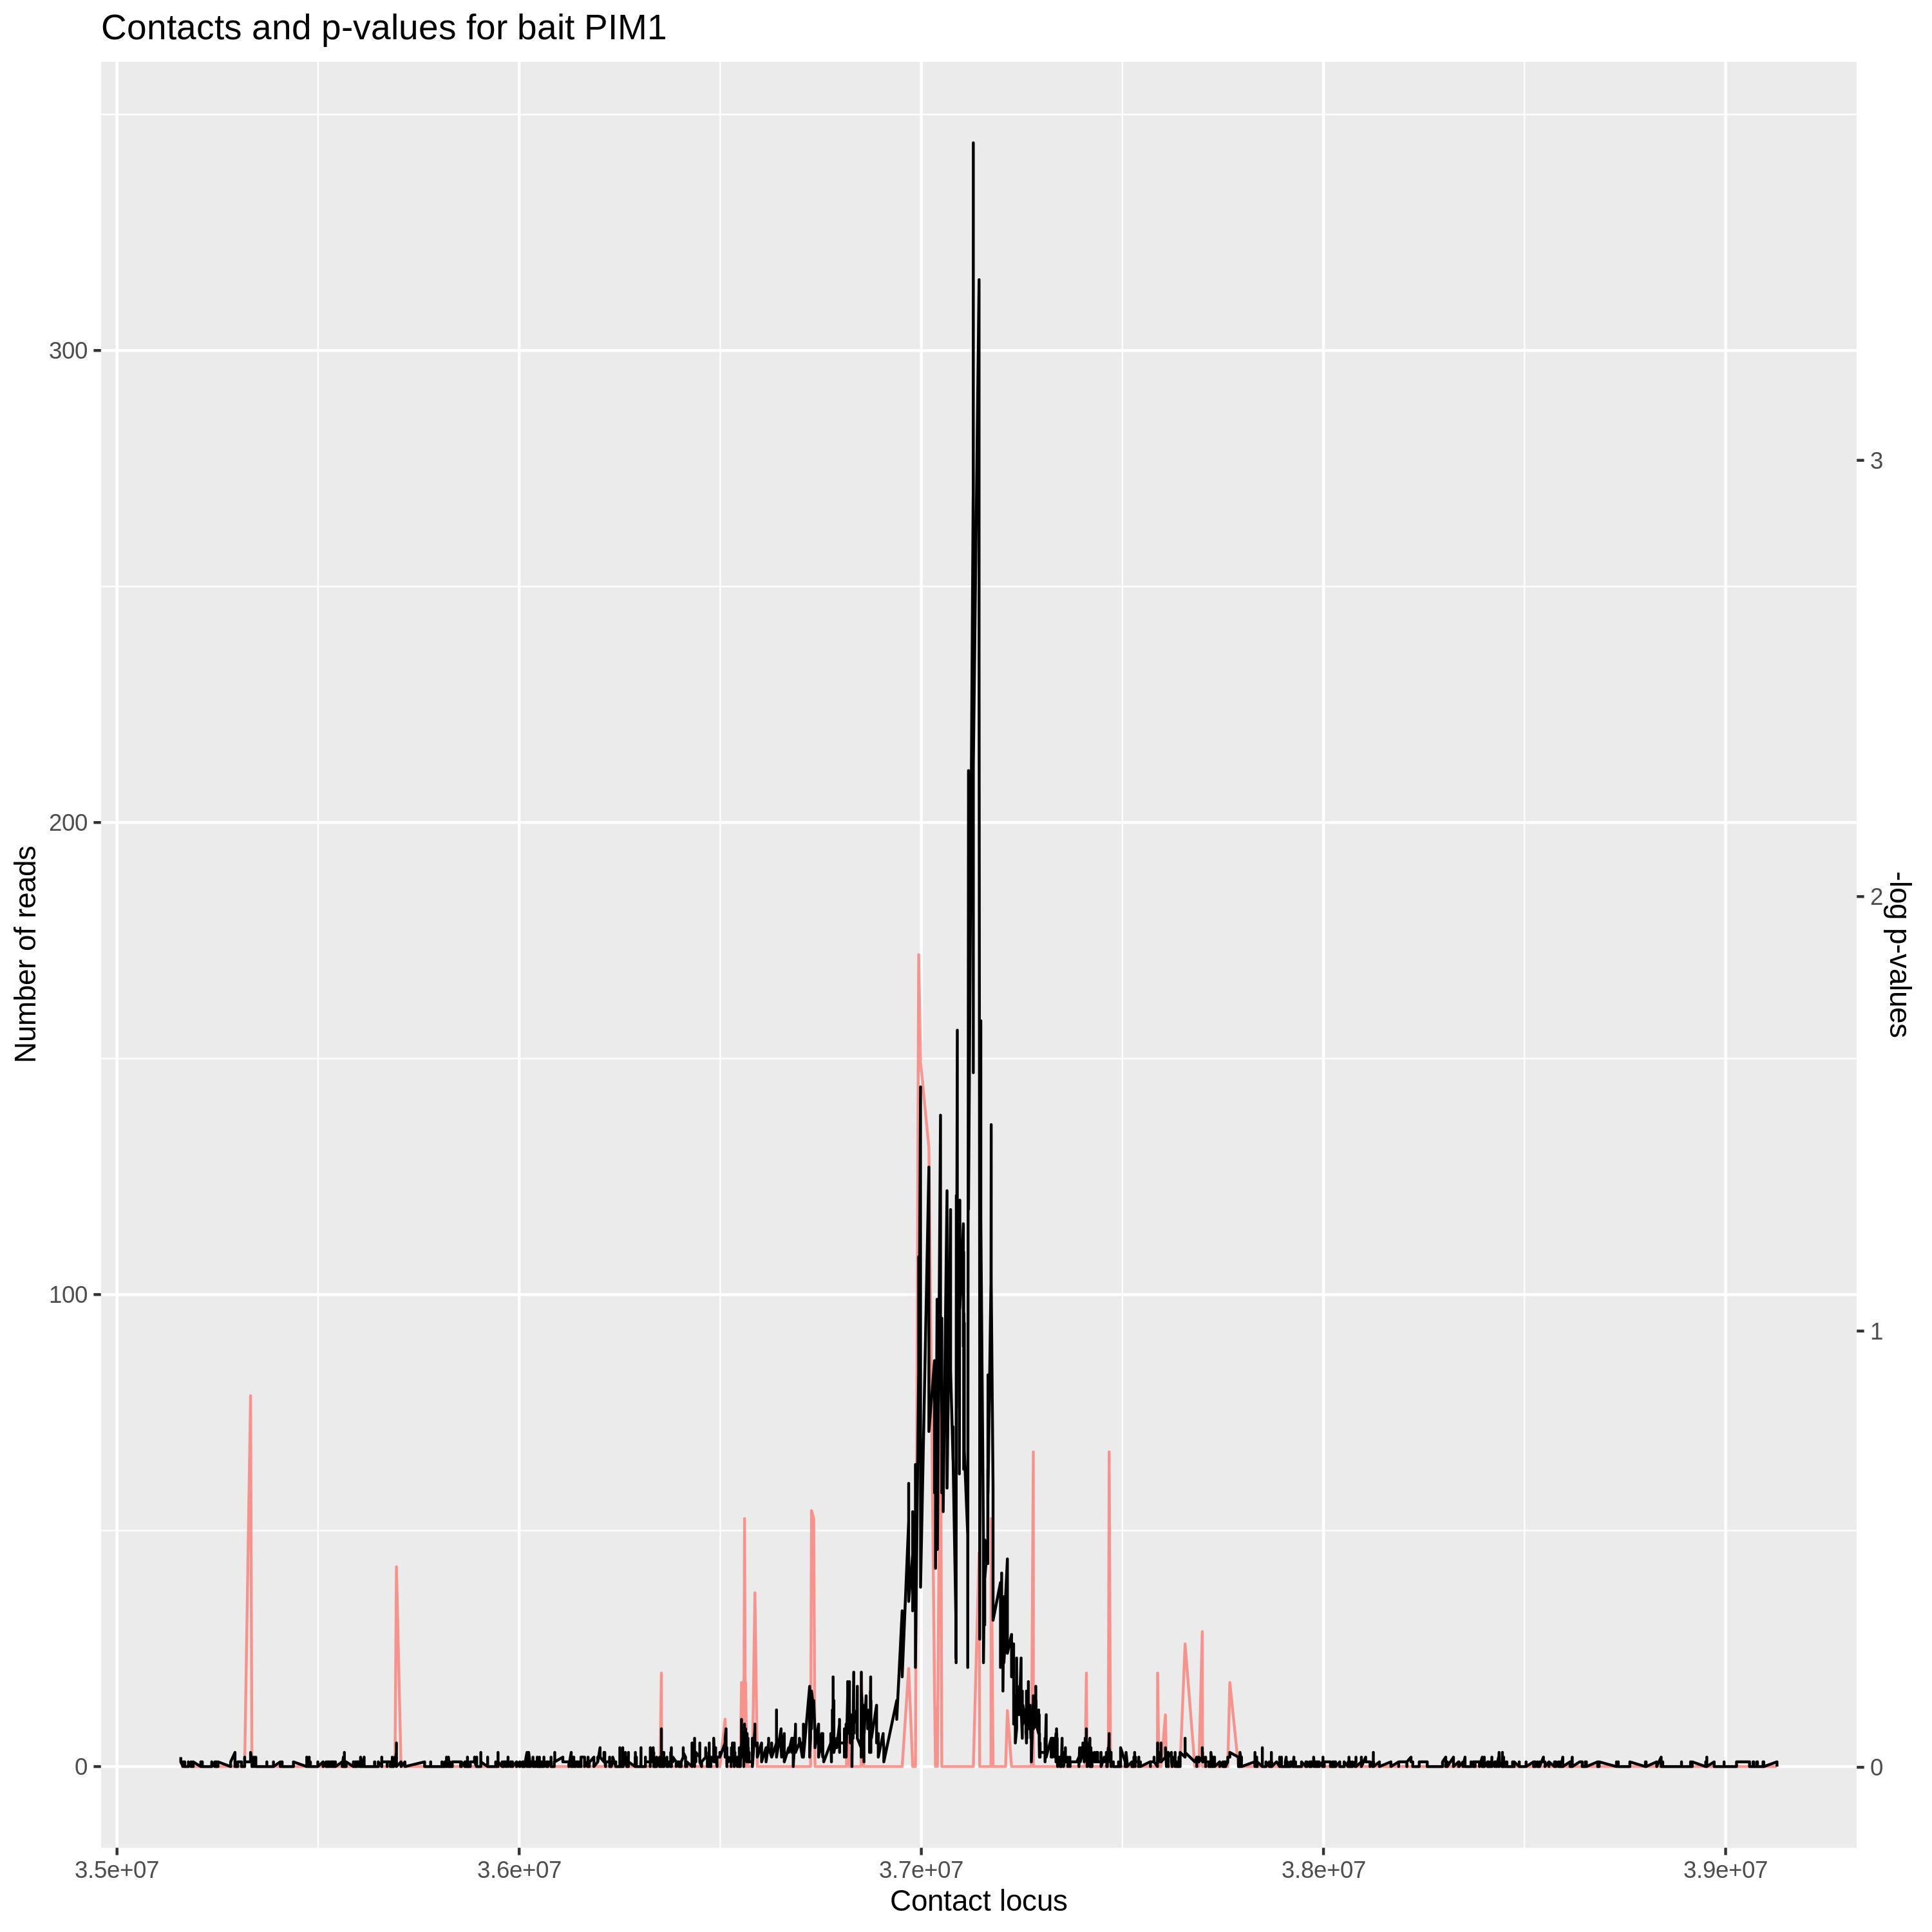 Contacts and p-values for bait PIM1
300
200
100
0
Number of reads
3
2
1
0
-log p-values
3.5e+07 3.6e+07 3.7e+07 3.8e+07 3.9e+07
Contact locus